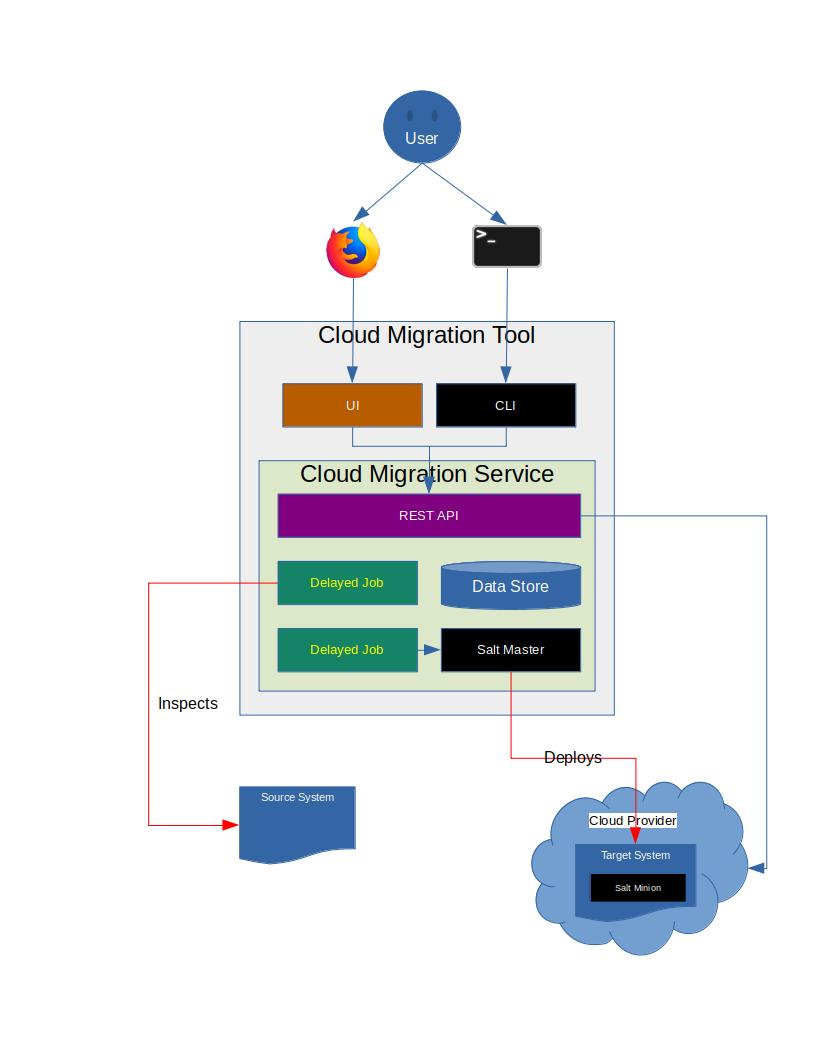 User
>_
Cloud Migration Tool
UI
CLI
Cloud Migration Service
REST API
Delayed Job
Data Store
Delayed Job
Salt Master
Inspects
Deploys
Source System
Cloud Provider
Target System
Salt Minion